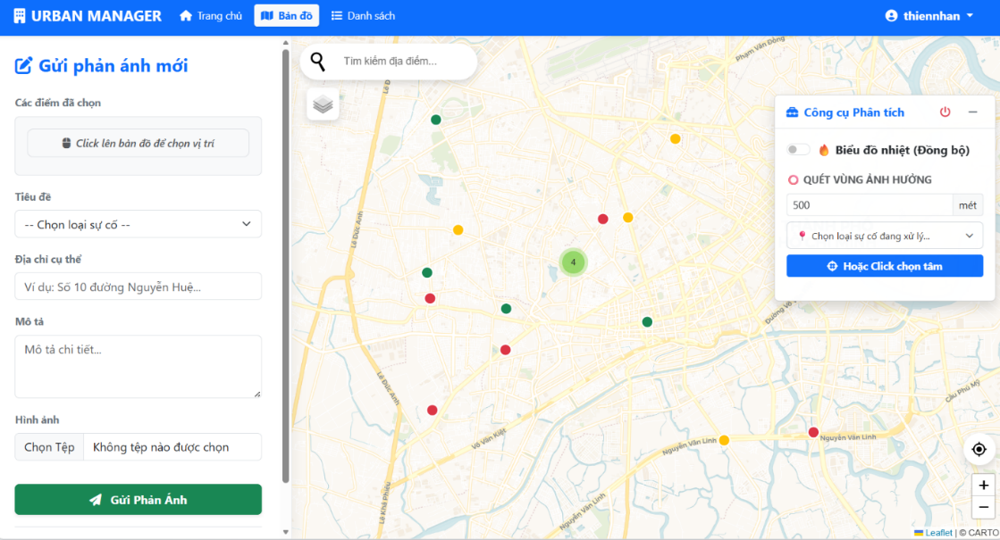 URBAN MANAGER
Trang chủ
Bản đồ
Danh sách
thiennhan
Gửi phản ánh mới
Các điểm đã chọn
Click lên bản đồ để chọn vị trí
Tiêu đề
-- Chọn loại sự cố --
Địa chỉ cụ thể
Ví dụ: Số 10 đường Nguyễn Huệ...
Mô tả
Mô tả chi tiết...
Hình ảnh
Chọn Tệp Không tệp nào được chọn
Gửi Phản Ánh
Tìm kiếm địa điểm...
Phạm Văn Đồng
Lê Đức Anh
4
Lê Đức Anh
Võ Văn Kiệt
Lê Khả Phiêu
Nguyễn Văn Linh
Nguyễn Văn Linh
Nguyễn Văn Linh
Cầu Phú Mỹ
Công cụ Phân tích
Biểu đồ nhiệt (Đồng bộ)
QUÉT VÙNG ẢNH HƯỞNG
500 mét
Chọn loại sự cố đang xử lý...
Hoặc Click chọn tâm
+
−
Leaflet | © CARTO